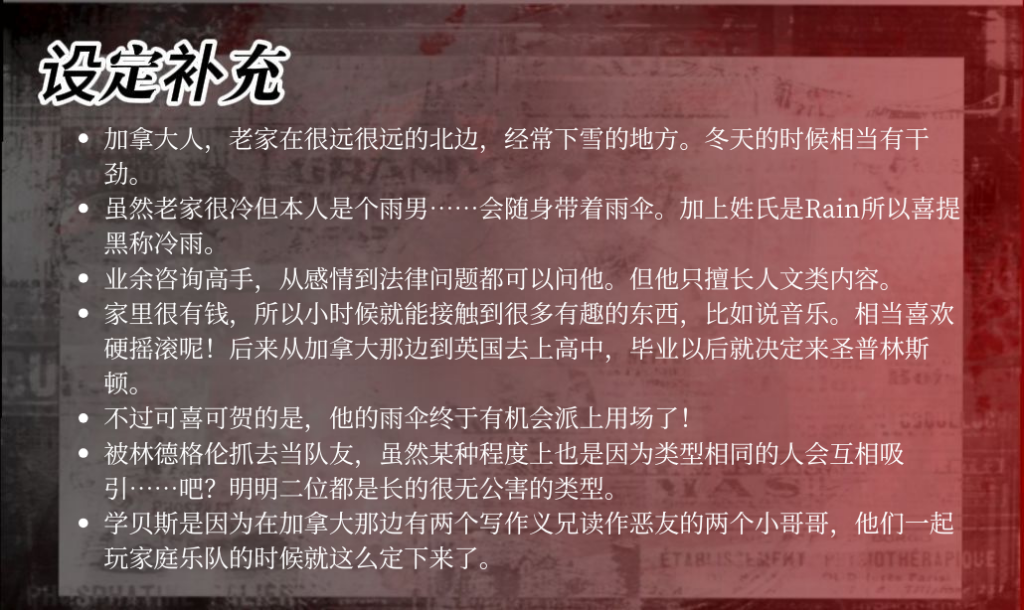 设定补充
• 加拿大人，老家在很远很远的北边，经常下雪的地方。冬天的时候相当有干
劲。
• 虽然老家很冷但本人是个雨男……会随身带着雨伞。加上姓氏是Rain所以喜提
黑称冷雨。
• 业余咨询高手，从感情到法律问题都可以问他。但他只擅长人文类内容。
• 家里很有钱，所以小时候就能接触到很多有趣的东西，比如说音乐。相当喜欢
硬摇滚呢！后来从加拿大那边到英国去上高中，毕业以后就决定来圣普林斯
顿。
• 不过可喜可贺的是，他的雨伞终于有机会派上用场了！
• 被林德格伦抓去当队友，虽然某种程度上也是因为类型相同的人会互相吸
引……吧？明明二位都是长的很无公害的类型。
• 学贝斯是因为在加拿大那边有两个写作义兄读作恶友的两个小哥哥，他们一起
玩家庭乐队的时候就这么定下来了。
WAS
ETABLISSEMENT PHYSIOTHERAPIQUE